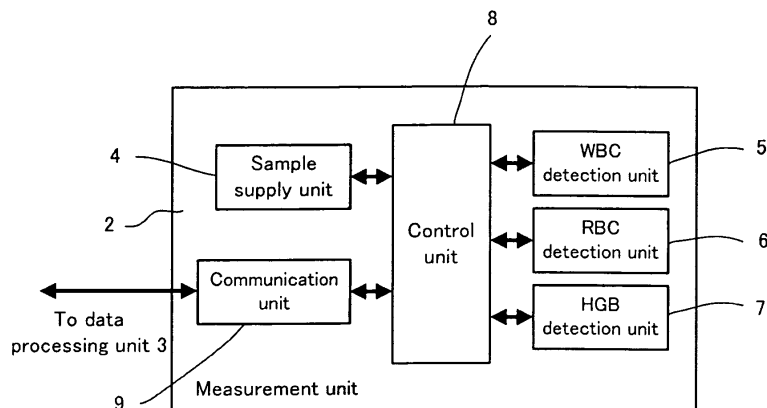 8
4
Sample
supply unit
2
Communication
unit
To data
processing unit 3
9
Measurement unit
Control
unit
WBC
detection unit
5
RBC
detection unit
6
HGB
detection unit
7